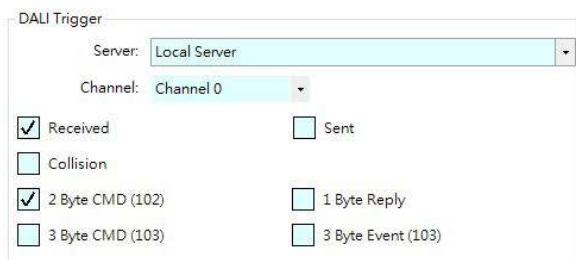 DALI Trigger
Server: Local Server
Channel: Channel 0
Received Sent
Collision
2 Byte CMD (102) 1 Byte Reply
3 Byte CMD (103) 3 Byte Event (103)